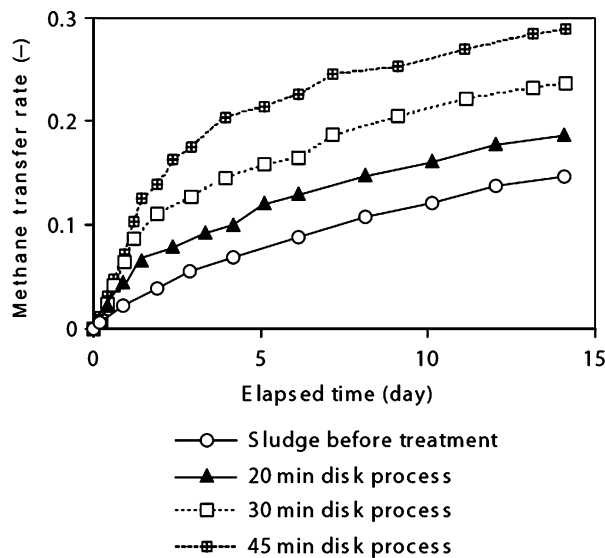 0.3
0.2
0.1
0
Methane transfer rate (–)
0 5 10 15
Elapsed time (day)
Sludge before treatment
20 min disk process
30 min disk process
45 min disk process